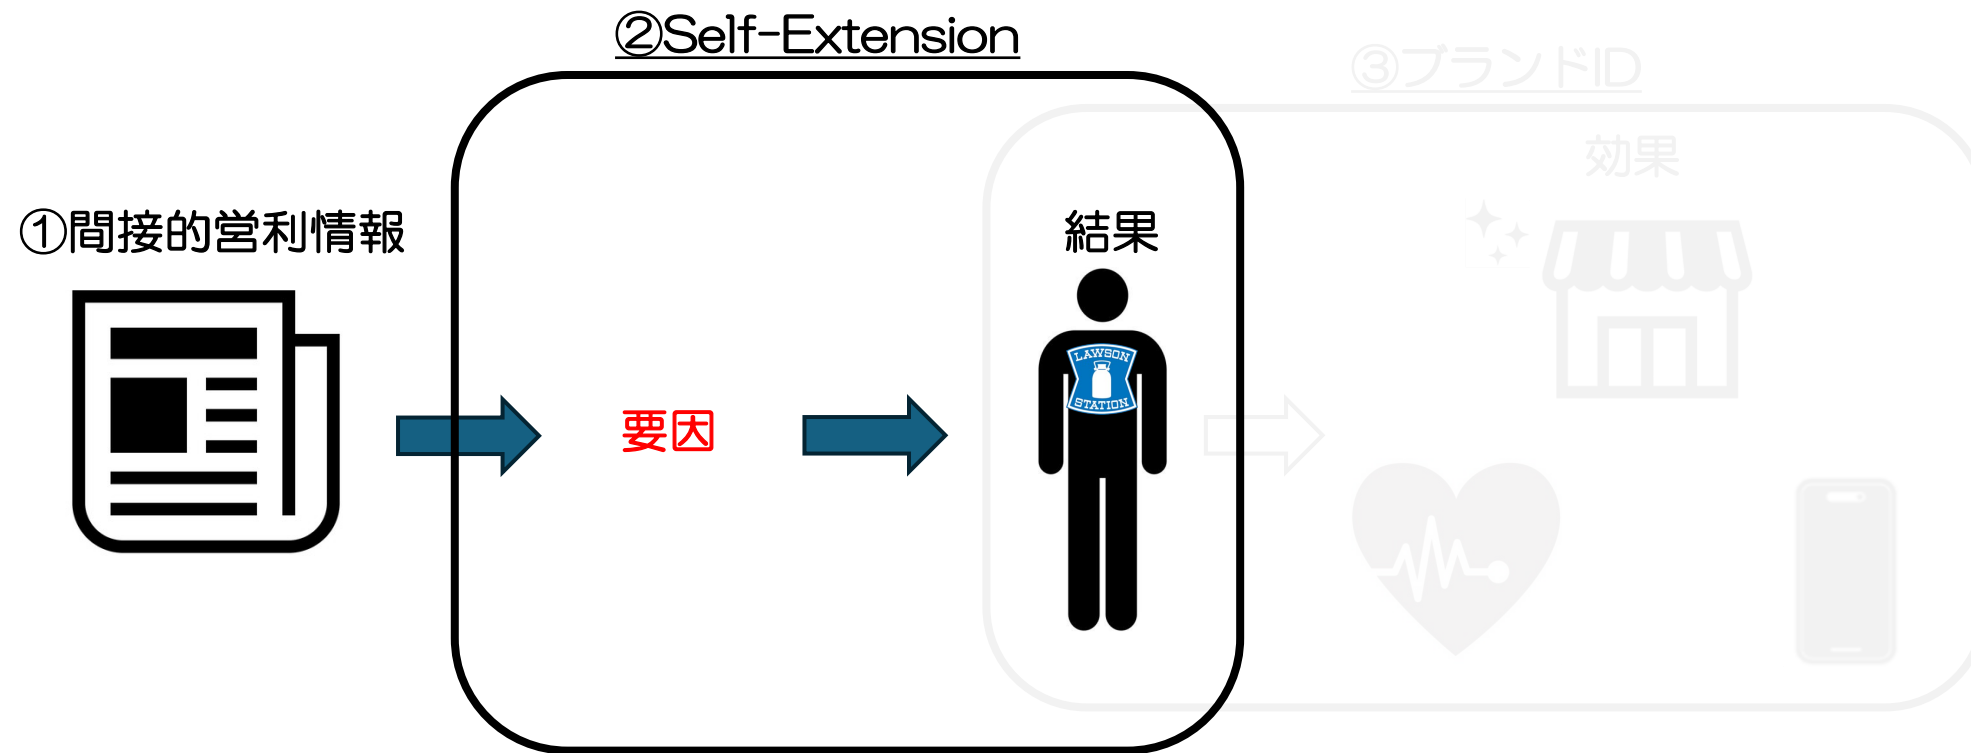 ②Self-Extension
③ブランドID
効果
①間接的営利情報
結果
LAWSON
STATION
要因